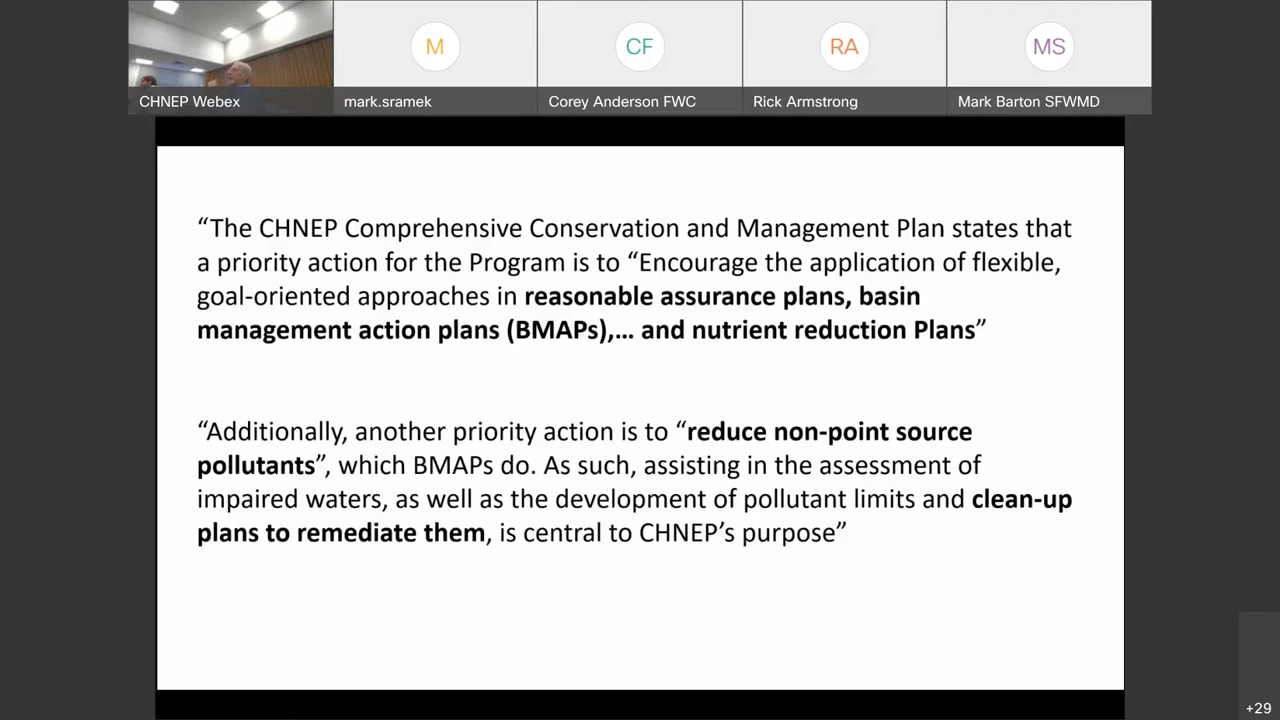 M
CF
RA
MS
CHNEP Webex
mark.sramek
Corey Anderson FWC
Rick Armstrong
Mark Barton SFWMD
“The CHNEP Comprehensive Conservation and Management Plan states that
a priority action for the Program is to “Encourage the application of flexible,
goal-oriented approaches in reasonable assurance plans, basin
management action plans (BMAPs),… and nutrient reduction Plans”
“Additionally, another priority action is to “reduce non-point source
pollutants”, which BMAPs do. As such, assisting in the assessment of
impaired waters, as well as the development of pollutant limits and clean-up
plans to remediate them, is central to CHNEP’s purpose”
+29